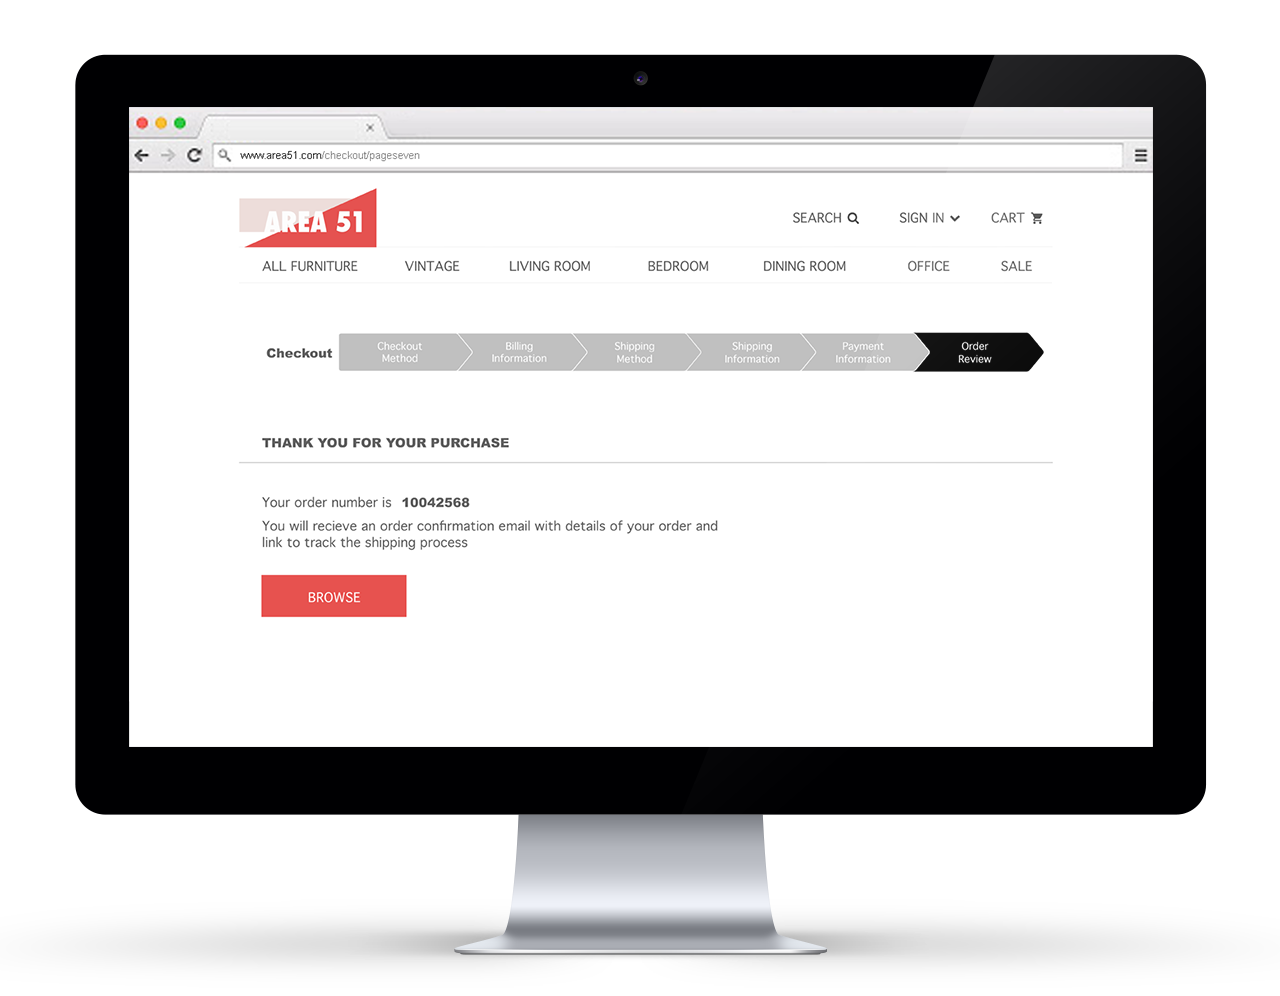 www.area51.com/checkout/pageseven
AREA 51
SEARCH
SIGN IN
CART
ALL FURNITURE
VINTAGE
LIVING ROOM
BEDROOM
DINING ROOM
OFFICE
SALE
Checkout
Checkout
Method
Billing
Information
Shipping
Method
Shipping
Information
Payment
Information
Order
Review
THANK YOU FOR YOUR PURCHASE
Your order number is 10042568
You will recieve an order confirmation email with details of your order and
link to track the shipping process
BROWSE